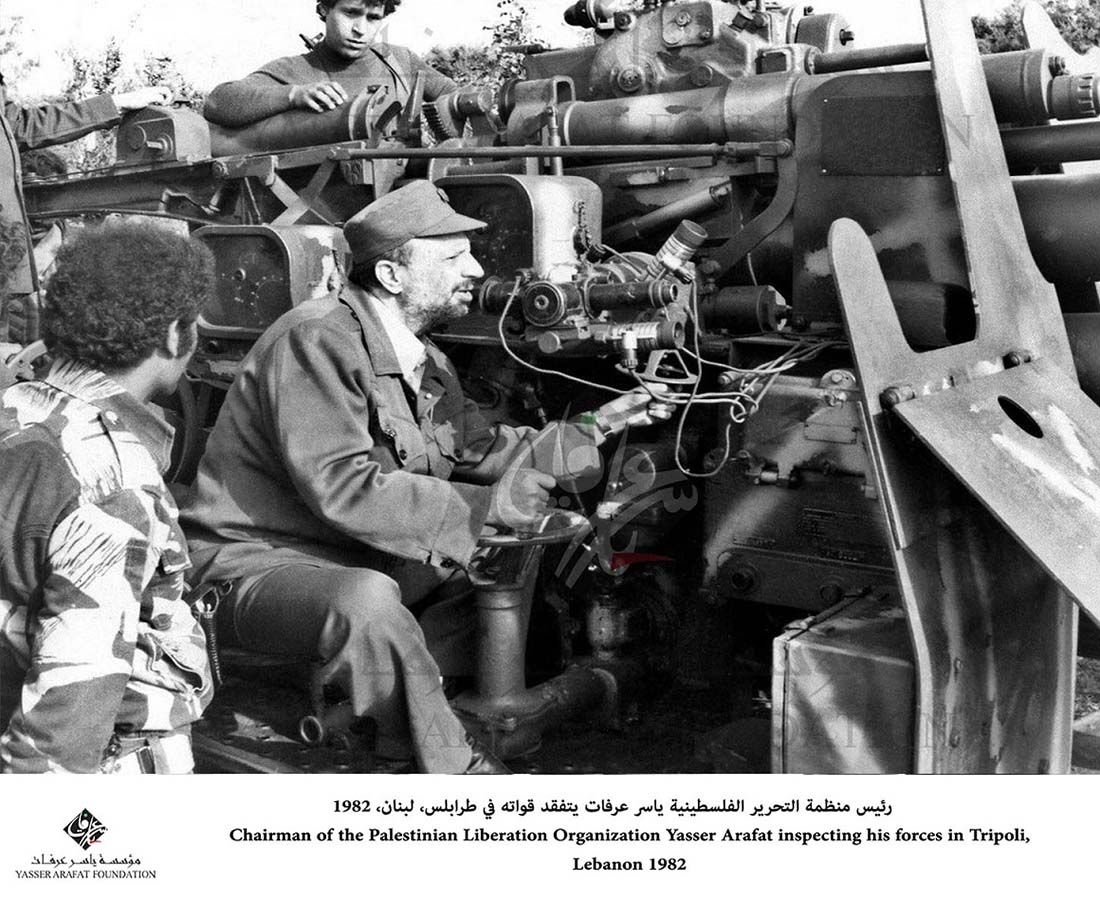 رئيس منظمة التحرير الفلسطينية ياسر عرفات يتفقد قواته في طرابلس، لبنان، 1982
Chairman of the Palestinian Liberation Organization Yasser Arafat inspecting his forces in Tripoli,
Lebanon 1982
مؤسسة ياسر عرفات
YASSER ARAFAT FOUNDATION